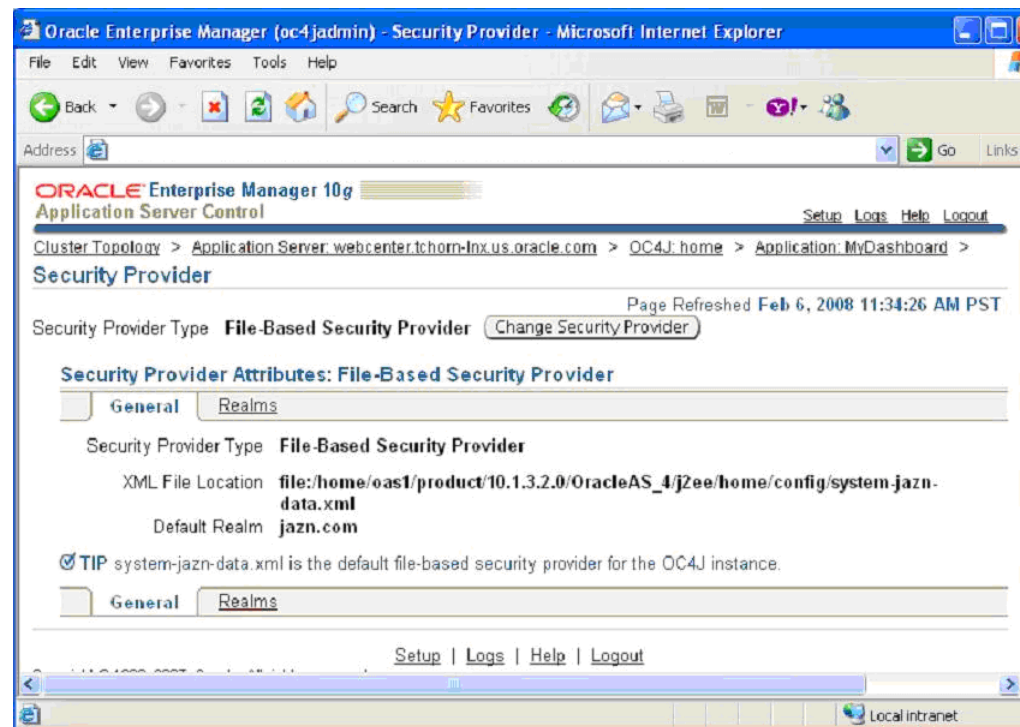 Oracle Enterprise Manager (oc4jadmin) - Security Provider - Microsoft Internet Explorer
File Edit View Favorites Tools Help
Back Search Favorites
Address Go Links
ORACLE Enterprise Manager 10g
Application Server Control
Setup Logs Help Logout
Cluster Topology > Application Server: webcenter.tchorn-lnx.us.oracle.com > OC4J: home > Application: MyDashboard >
Security Provider
Page Refreshed Feb 6, 2008 11:34:26 AM PST
Security Provider Type File-Based Security Provider Change Security Provider
Security Provider Attributes: File-Based Security Provider
General Realms
Security Provider Type File-Based Security Provider
XML File Location file:/home/oas1/product/10.1.3.2.0/OracleAS_4/j2ee/home/config/system-jazn-
data.xml
Default Realm jazn.com
TIP system-jazn-data.xml is the default file-based security provider for the OC4J instance.
General Realms
Setup | Logs | Help | Logout
Local intranet